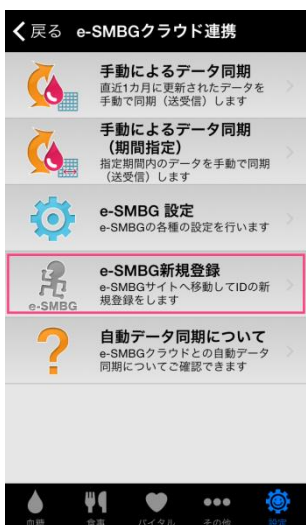 戻る e-SMBGクラウド連携
手動によるデータ同期
直近1カ月に更新されたデータを
手動で同期（送受信）します
手動によるデータ同期
（期間指定）
指定期間内のデータを手動で同期
（送受信）します
e-SMBG 設定
e-SMBGの各種の設定を行います
e-SMBG新規登録
e-SMBGサイトへ移動してIDの新
規登録をします
e-SMBG
自動データ同期について
e-SMBGクラウドとの自動データ
同期についてご確認できます
血糖 食事 バイタル その他 設定